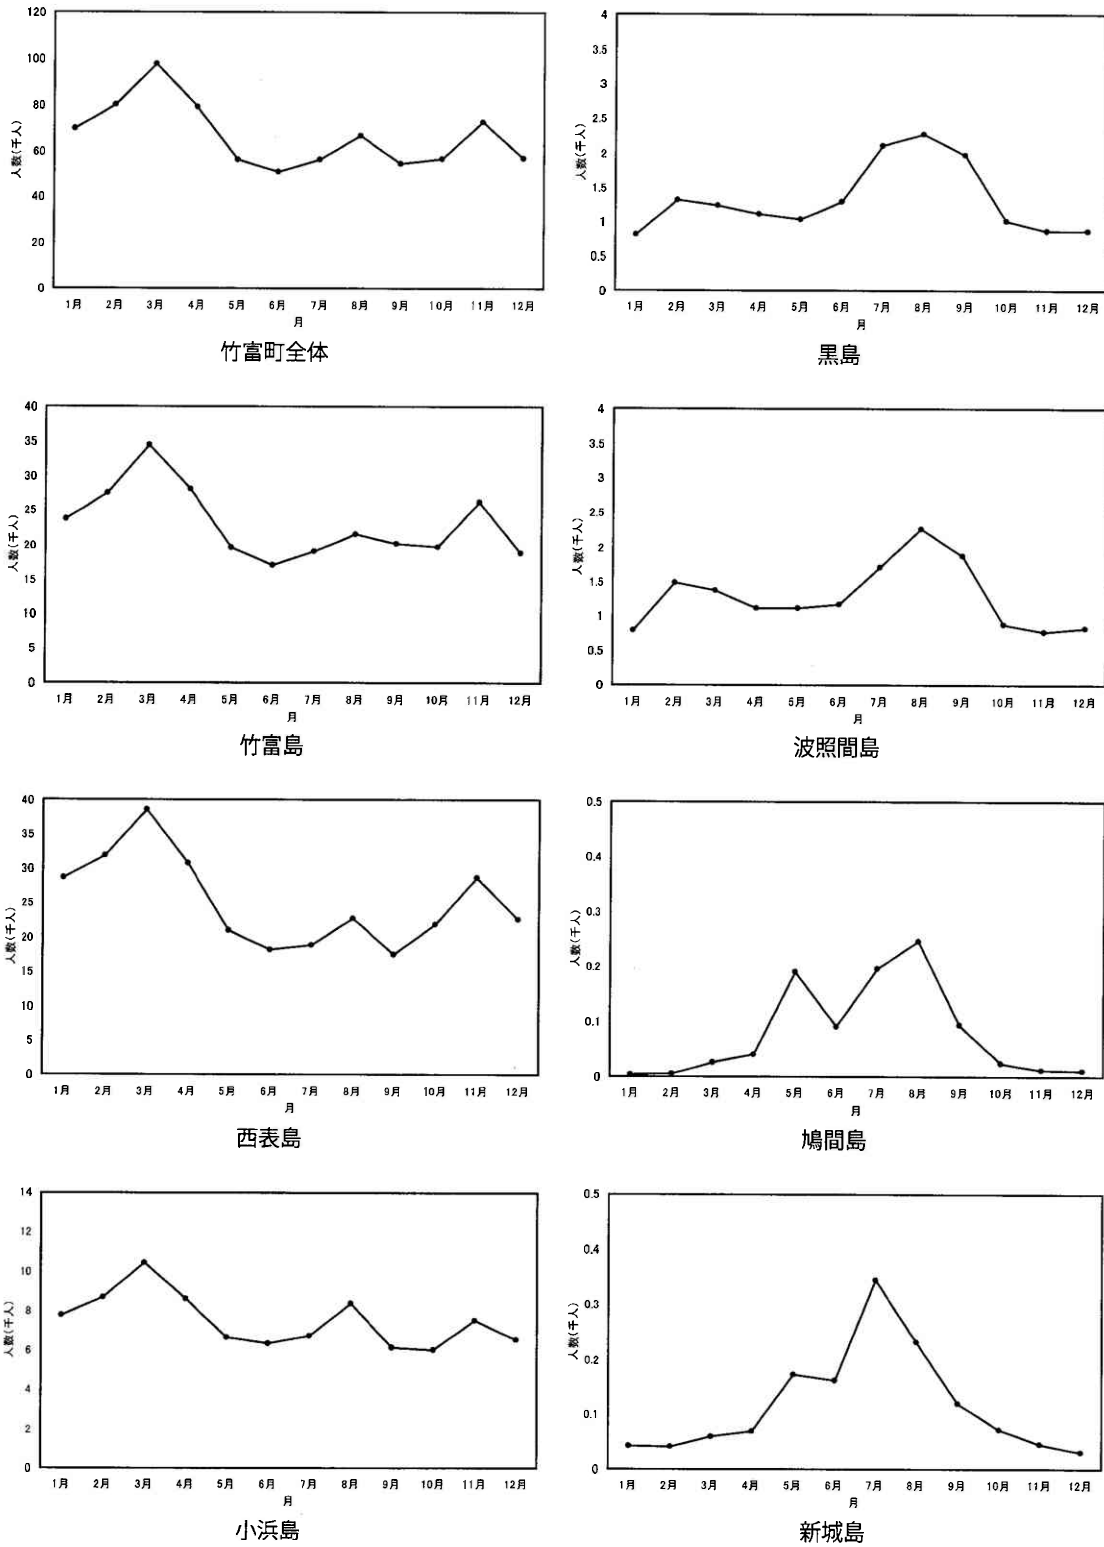 120
100
80
60
40
20
0
人数(千人)
1月 2月 3月 4月 5月 6月 7月 8月 9月 10月 11月 12月
月
竹富町全体
4
3.5
3
2.5
2
1.5
1
0.5
0
人数(千人)
1月 2月 3月 4月 5月 6月 7月 8月 9月 10月 11月 12月
月
黒島
40
35
30
25
20
15
10
5
0
人数(千人)
1月 2月 3月 4月 5月 6月 7月 8月 9月 10月 11月 12月
月
竹富島
4
3.5
3
2.5
2
1.5
1
0.5
0
人数(千人)
1月 2月 3月 4月 5月 6月 7月 8月 9月 10月 11月 12月
月
波照間島
40
35
30
25
20
15
10
5
0
人数(千人)
1月 2月 3月 4月 5月 6月 7月 8月 9月 10月 11月 12月
月
西表島
0.5
0.4
0.3
0.2
0.1
0
人数(千人)
1月 2月 3月 4月 5月 6月 7月 8月 9月 10月 11月 12月
月
鳩間島
14
12
10
8
6
4
2
0
人数(千人)
1月 2月 3月 4月 5月 6月 7月 8月 9月 10月 11月 12月
月
小浜島
0.5
0.4
0.3
0.2
0.1
0
人数(千人)
1月 2月 3月 4月 5月 6月 7月 8月 9月 10月 11月 12月
月
新城島